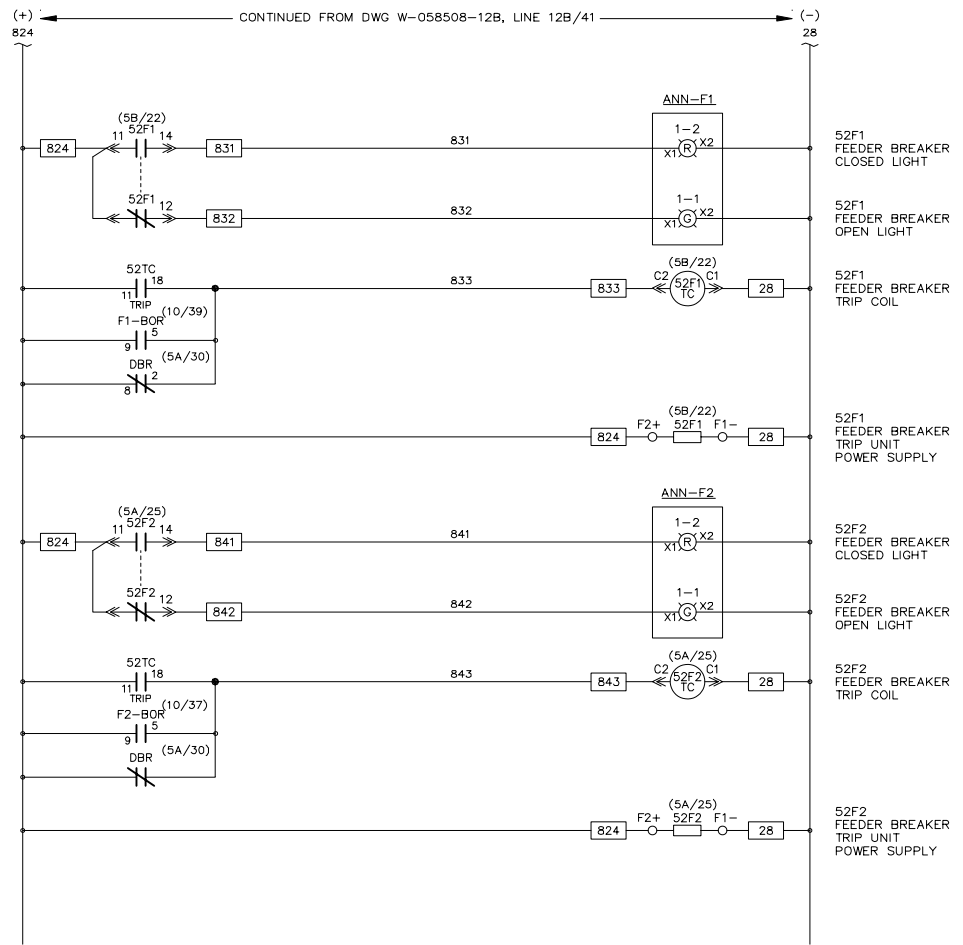 (+) CONTINUED FROM DWG W-058508-12B, LINE 12B/41 (-)
824 28
ANN-F1
(5B/22)
52F1
11 14
824 831 831
1-2
X1 R X2
52F1
FEEDER BREAKER
CLOSED LIGHT
52F1
12
832 832
1-1
X1 G X2
52F1
FEEDER BREAKER
OPEN LIGHT
52TC
18
11
TRIP
833 833
(5B/22)
C2 52F1 C1
TC
28
52F1
FEEDER BREAKER
TRIP COIL
(10/39)
F1-BOR
5
9
(5A/30)
DBR
2
8
(5B/22)
F2+ 52F1 F1-
824 28
52F1
FEEDER BREAKER
TRIP UNIT
POWER SUPPLY
ANN-F2
(5A/25)
52F2
11 14
824 841 841
1-2
X1 R X2
52F2
FEEDER BREAKER
CLOSED LIGHT
52F2
12
842 842
1-1
X1 G X2
52F2
FEEDER BREAKER
OPEN LIGHT
52TC
18
11
TRIP
843 843
(5A/25)
C2 52F2 C1
TC
28
52F2
FEEDER BREAKER
TRIP COIL
(10/37)
F2-BOR
5
9
(5A/30)
DBR
(5A/25)
F2+ 52F2 F1-
824 28
52F2
FEEDER BREAKER
TRIP UNIT
POWER SUPPLY